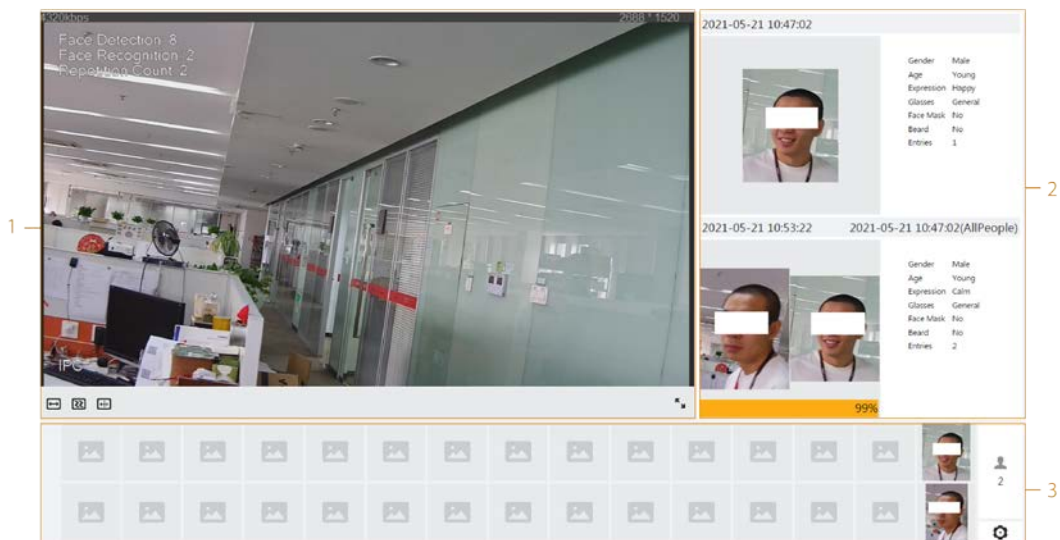 4320kbps 2688 * 1520
Face Detection 8
Face Recognition 2
Repetition Count 2
IPC
1
2021-05-21 10:47:02
Gender Male
Age Young
Expression Happy
Glasses General
Face Mask No
Beard No
Entries 1
2
2021-05-21 10:53:22 2021-05-21 10:47:02(AllPeople)
Gender Male
Age Young
Expression Calm
Glasses General
Face Mask No
Beard No
Entries 2
99%
2
3